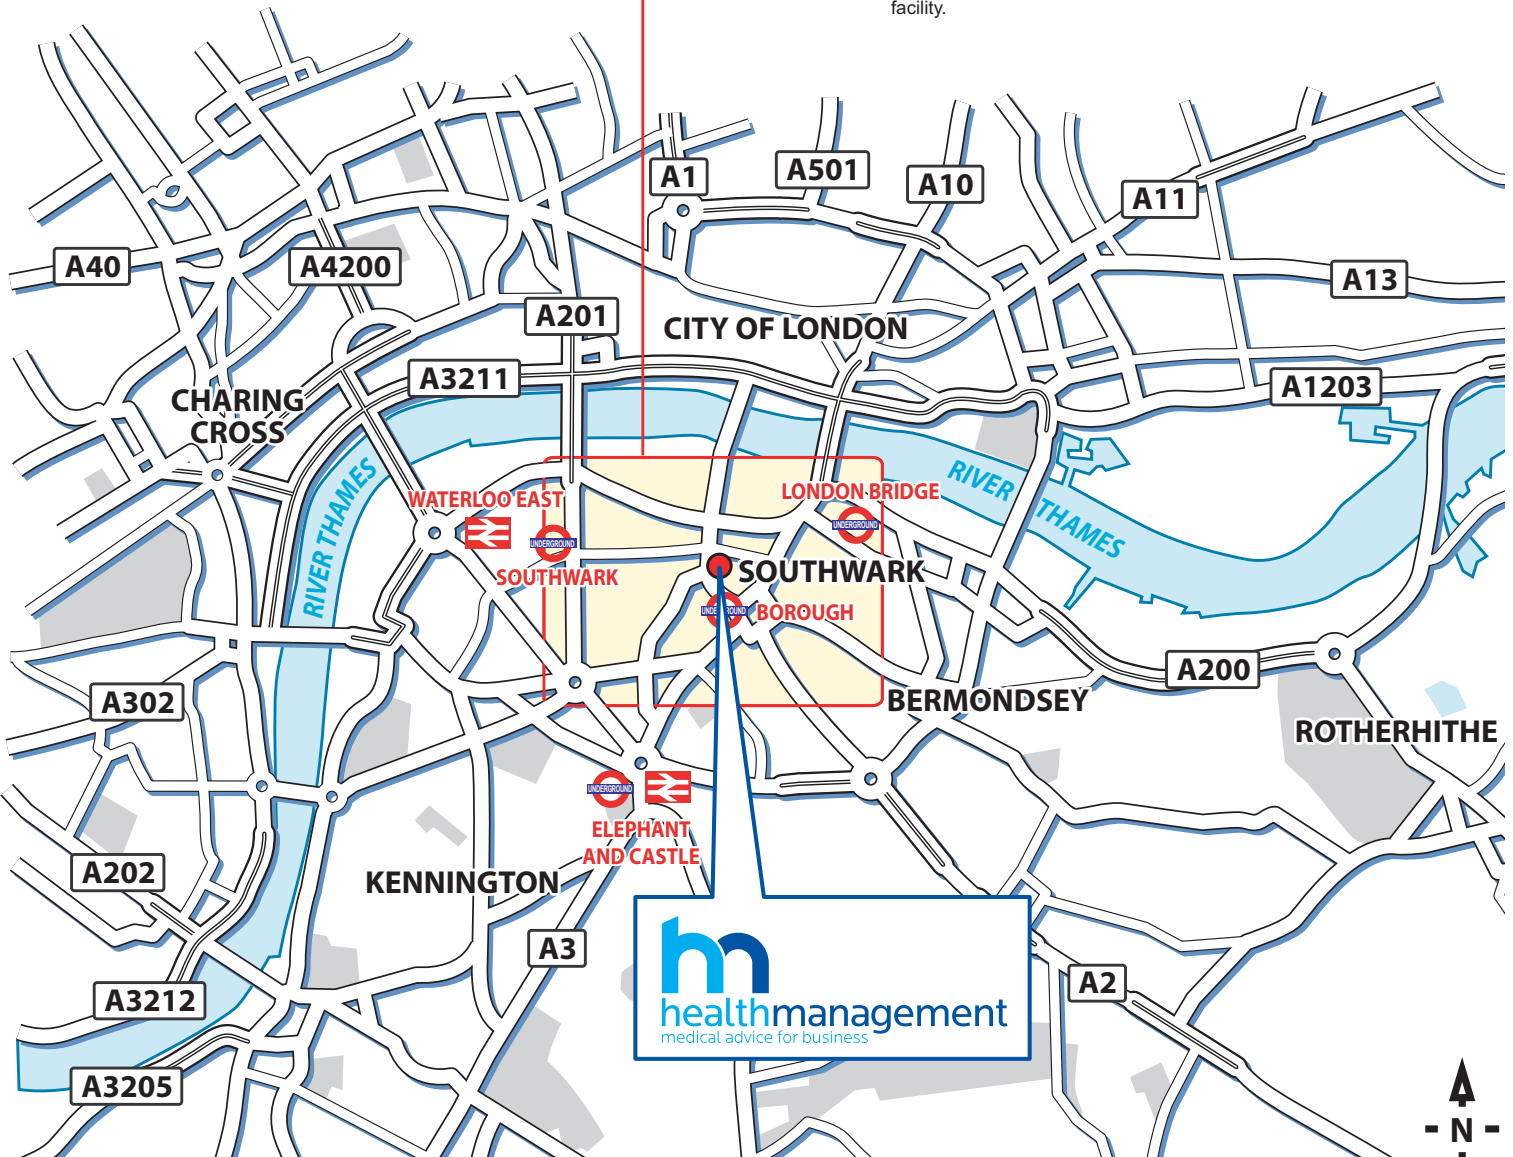 facility.
A1
A501
A10
A11
A40
A4200
A13
A201
CITY OF LONDON
A3211
A1203
CHARING
CROSS
RIVER THAMES
WATERLOO EAST
LONDON BRIDGE
UNDERGROUND
RIVER THAMES
UNDERGROUND
SOUTHWARK
SOUTHWARK
UNDERGROUND
BOROUGH
A200
A302
BERMONDSEY
ROTHERHITHE
UNDERGROUND
ELEPHANT
AND CASTLE
A202
KENNINGTON
A3
A2
A3212
healthmanagement
medical advice for business
A3205
N